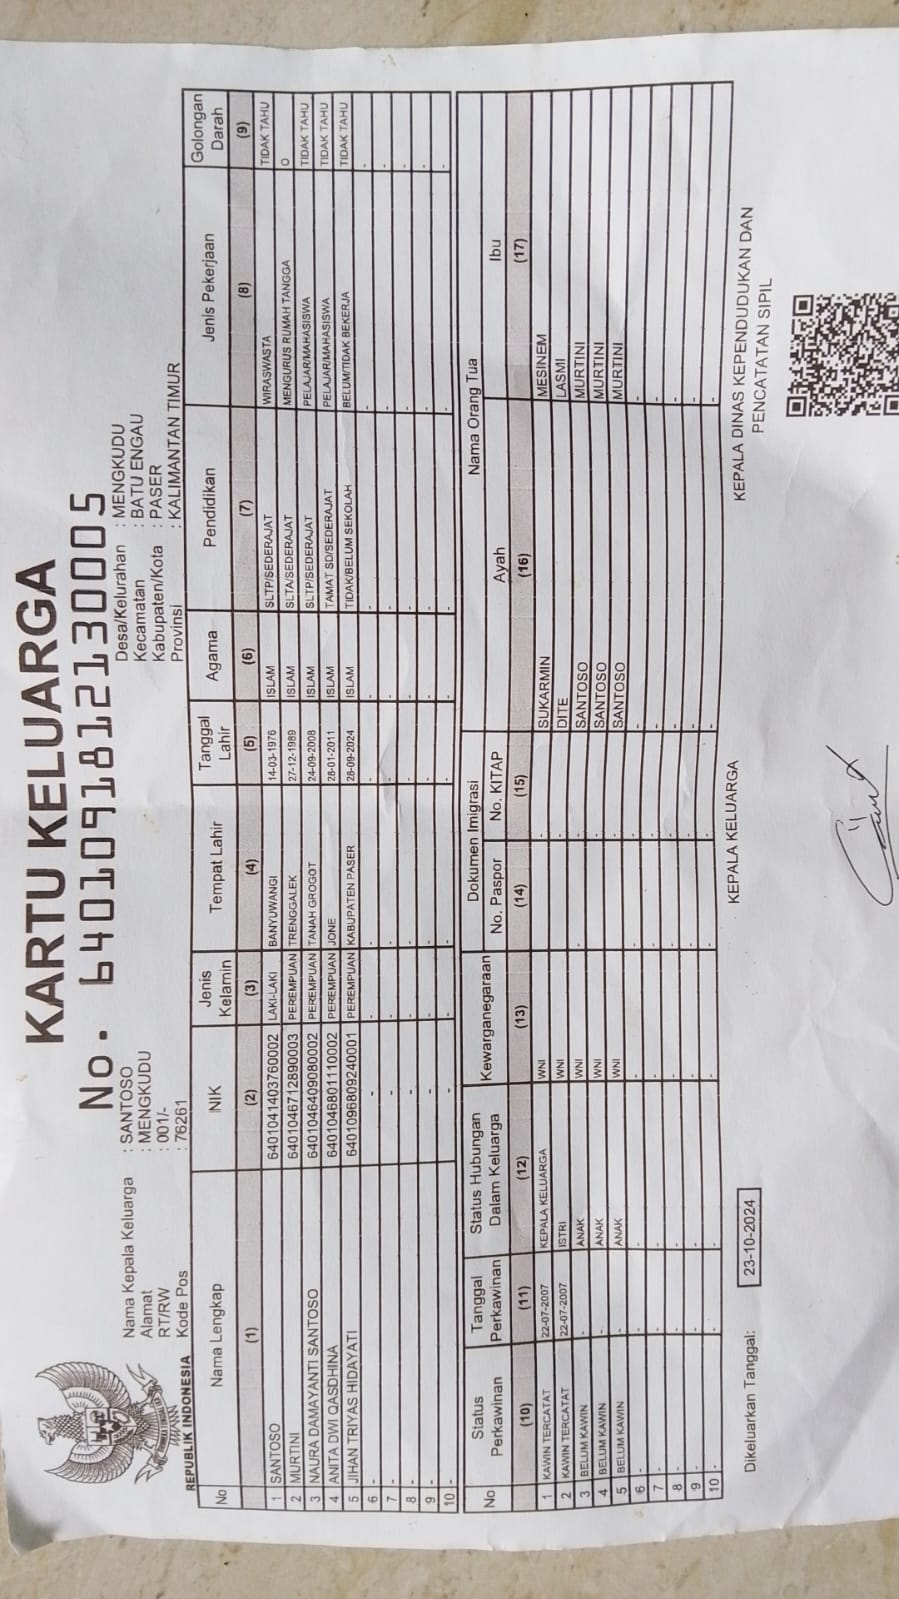 KARTU KELUARGA
No. 6401091812130005
REPUBLIK INDONESIA
Nama Kepala Keluarga : SANTOSO
Alamat : MENGKUDU
RT/RW : 001/-
Kode Pos : 76261
Desa/Kelurahan : MENGKUDU
Kecamatan : BATU ENGAU
Kabupaten/Kota : PASER
Provinsi : KALIMANTAN TIMUR
No Nama Lengkap NIK Jenis Kelamin Tempat Lahir Tanggal Lahir Agama Pendidikan Jenis Pekerjaan Golongan Darah
(1) (2) (3) (4) (5) (6) (7) (8) (9)
1 SANTOSO 6401041403760002 LAKI-LAKI BANYUWANGI 14-03-1976 ISLAM SLTP/SEDERAJAT WIRASWASTA TIDAK TAHU
2 MURTINI 6401046712890003 PEREMPUAN TRENGGALEK 27-12-1989 ISLAM SLTA/SEDERAJAT MENGURUS RUMAH TANGGA O
3 NAURA DAMAYANTI SANTOSO 6401046409080002 PEREMPUAN TANAH GROGOT 24-09-2008 ISLAM SLTP/SEDERAJAT PELAJAR/MAHASISWA TIDAK TAHU
4 ANITA DWI QASDHINA 6401046801110002 PEREMPUAN JONE 28-01-2011 ISLAM TAMAT SD/SEDERAJAT PELAJAR/MAHASISWA TIDAK TAHU
5 JIHAN TRIYAS HIDAYATI 6401096809240001 PEREMPUAN KABUPATEN PASER 28-09-2024 ISLAM TIDAK/BELUM SEKOLAH BELUM/TIDAK BEKERJA TIDAK TAHU
6 - - - - - - - - -
7 - - - - - - - - -
8 - - - - - - - - -
9 - - - - - - - - -
10 - - - - - - - - -
No Status Perkawinan Tanggal Perkawinan Status Hubungan Dalam Keluarga Kewarganegaraan Dokumen Imigrasi Nama Orang Tua
No. Paspor No. KITAP Ayah Ibu
(10) (11) (12) (13) (14) (15) (16) (17)
1 KAWIN TERCATAT 22-07-2007 KEPALA KELUARGA WNI - - SUKARMIN MESINEM
2 KAWIN TERCATAT 22-07-2007 ISTRI WNI - - DITE LASMI
3 BELUM KAWIN - ANAK WNI - - SANTOSO MURTINI
4 BELUM KAWIN - ANAK WNI - - SANTOSO MURTINI
5 BELUM KAWIN - ANAK WNI - - SANTOSO MURTINI
6 - - - - - - - -
7 - - - - - - - -
8 - - - - - - - -
9 - - - - - - - -
10 - - - - - - - -
Dikeluarkan Tanggal: 23-10-2024
KEPALA KELUARGA
KEPALA DINAS KEPENDUDUKAN DAN
PENCATATAN SIPIL